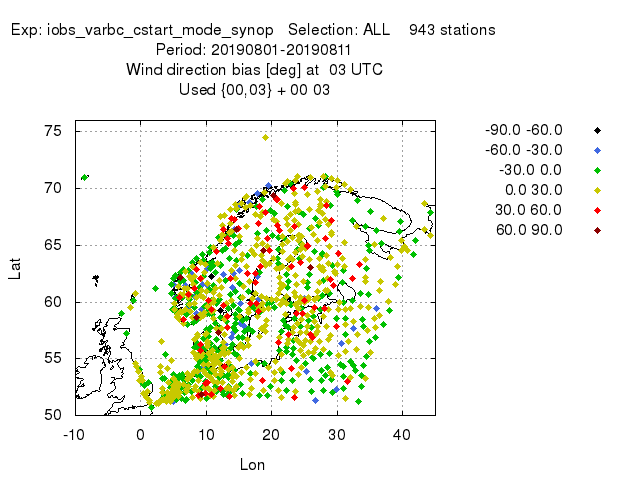 Exp: iobs_varbc_cstart_mode_synop   Selection: ALL    943 stations
Period: 20190801-20190811
Wind direction bias [deg] at  03 UTC
Used {00,03} + 00 03
75
70
65
60
55
50
-10 0 10 20 30 40
Lat
Lon
-90.0 -60.0
-60.0 -30.0
-30.0 0.0
0.0 30.0
30.0 60.0
60.0 90.0